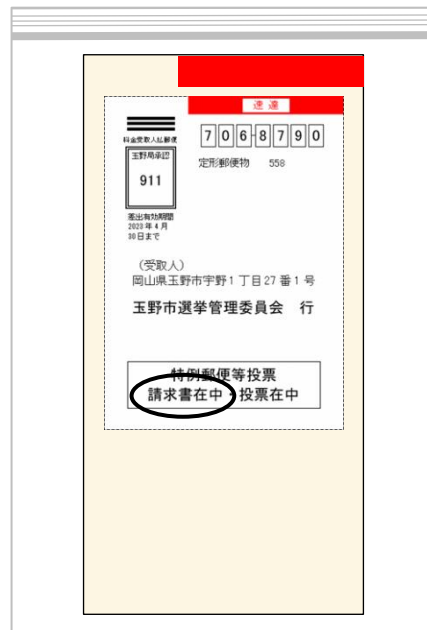 速達
料金受取人払郵便
玉野局承認
911
差出有効期間
2023年4月
30日まで
706-8790
定形郵便物 558
(受取人)
岡山県玉野市宇野1丁目27番1号
玉野市選挙管理委員会 行
特例郵便等投票
請求書在中・投票在中